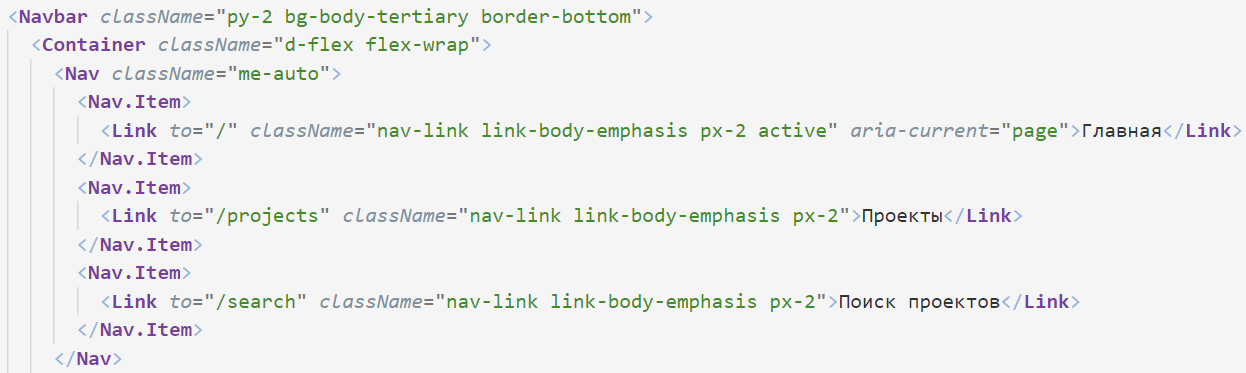 <Navbar className="py-2 bg-body-tertiary border-bottom">
<Container className="d-flex flex-wrap">
<Nav className="me-auto">
<Nav.Item>
<Link to="/" className="nav-link link-body-emphasis px-2 active" aria-current="page">Главная</Link>
</Nav.Item>
<Nav.Item>
<Link to="/projects" className="nav-link link-body-emphasis px-2">Проекты</Link>
</Nav.Item>
<Nav.Item>
<Link to="/search" className="nav-link link-body-emphasis px-2">Поиск проектов</Link>
</Nav.Item>
</Nav>